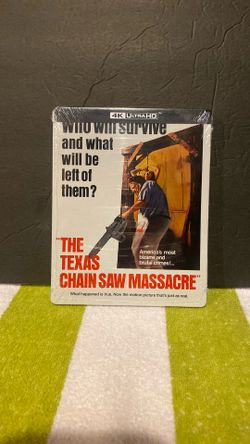 4K ULTRA HD
Who will survive
and what
will be
left of
them?
America's most
bizarre and
brutal crimes!...
"THE
TEXAS
CHAIN SAW MASSACRE"
What happened is true. Now the motion picture that's just as real.